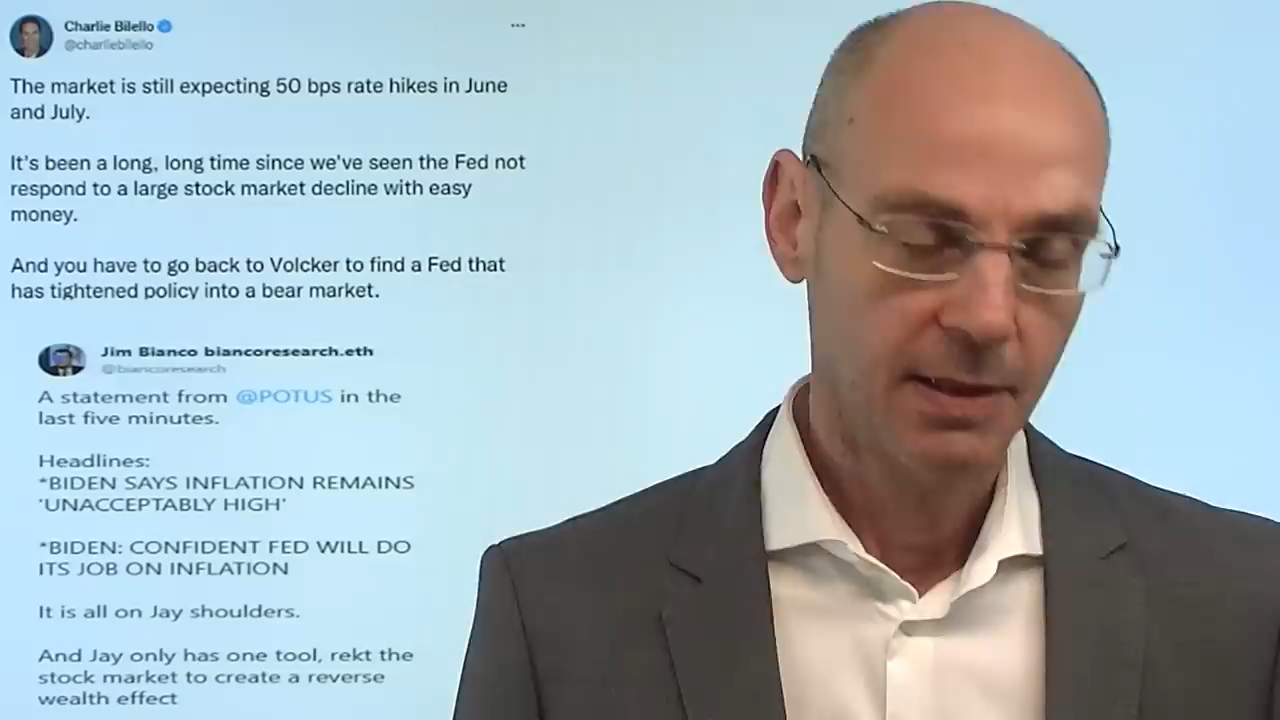 Charlie Bilello
@charliebilello
The market is still expecting 50 bps rate hikes in June
and July.
It's been a long, long time since we've seen the Fed not
respond to a large stock market decline with easy
money.
And you have to go back to Volcker to find a Fed that
has tightened policy into a bear market.
Jim Bianco biancoresearch.eth
@biancoresearch
A statement from @POTUS in the
last five minutes.
Headlines:
*BIDEN SAYS INFLATION REMAINS
'UNACCEPTABLY HIGH'
*BIDEN: CONFIDENT FED WILL DO
ITS JOB ON INFLATION
It is all on Jay shoulders.
And Jay only has one tool, rekt the
stock market to create a reverse
wealth effect